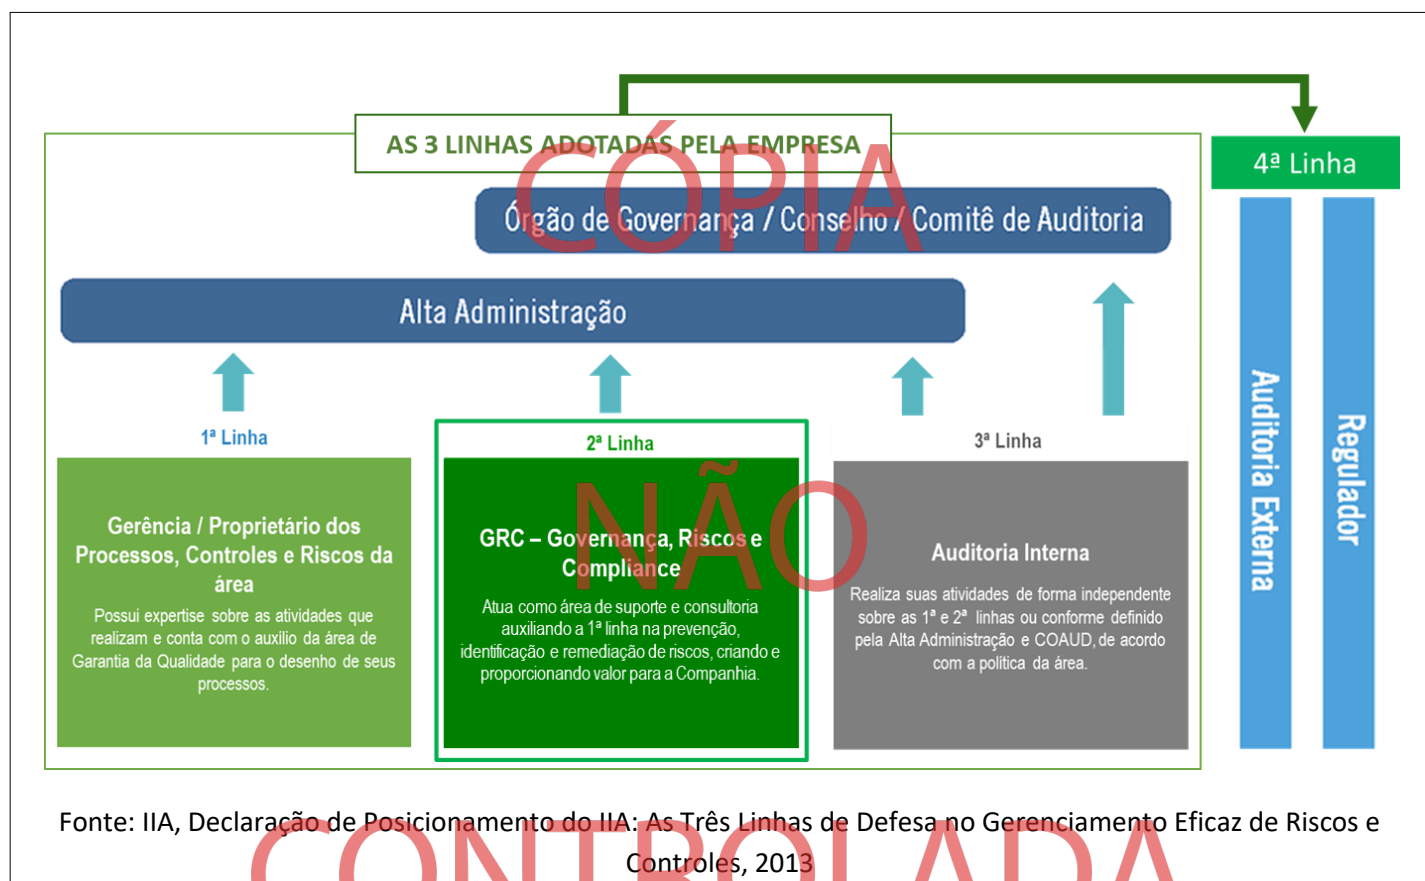 AS 3 LINHAS ADOTADAS PELA EMPRESA
4ª Linha
Órgão de Governança / Conselho / Comitê de Auditoria
Alta Administração
1ª Linha
Gerência / Proprietário dos
Processos, Controles e Riscos da
área
Possui expertise sobre as atividades que
realizam e conta com o auxilio da área de
Garantia da Qualidade para o desenho de seus
processos.
2ª Linha
GRC – Governança, Riscos e
Compliance
Atua como área de suporte e consultoria
auxiliando a 1ª linha na prevenção,
identificação e remediação de riscos, criando e
proporcionando valor para a Companhia.
3ª Linha
Auditoria Interna
Realiza suas atividades de forma independente
sobre as 1ª e 2ª linhas ou conforme definido
pela Alta Administração e COAUD, de acordo
com a política da área.
Auditoria Externa
Regulador
Fonte: IIA, Declaração de Posicionamento do IIA: As Três Linhas de Defesa no Gerenciamento Eficaz de Riscos e
Controles, 2013
CÓPIA
NÃO
CONTROLADA